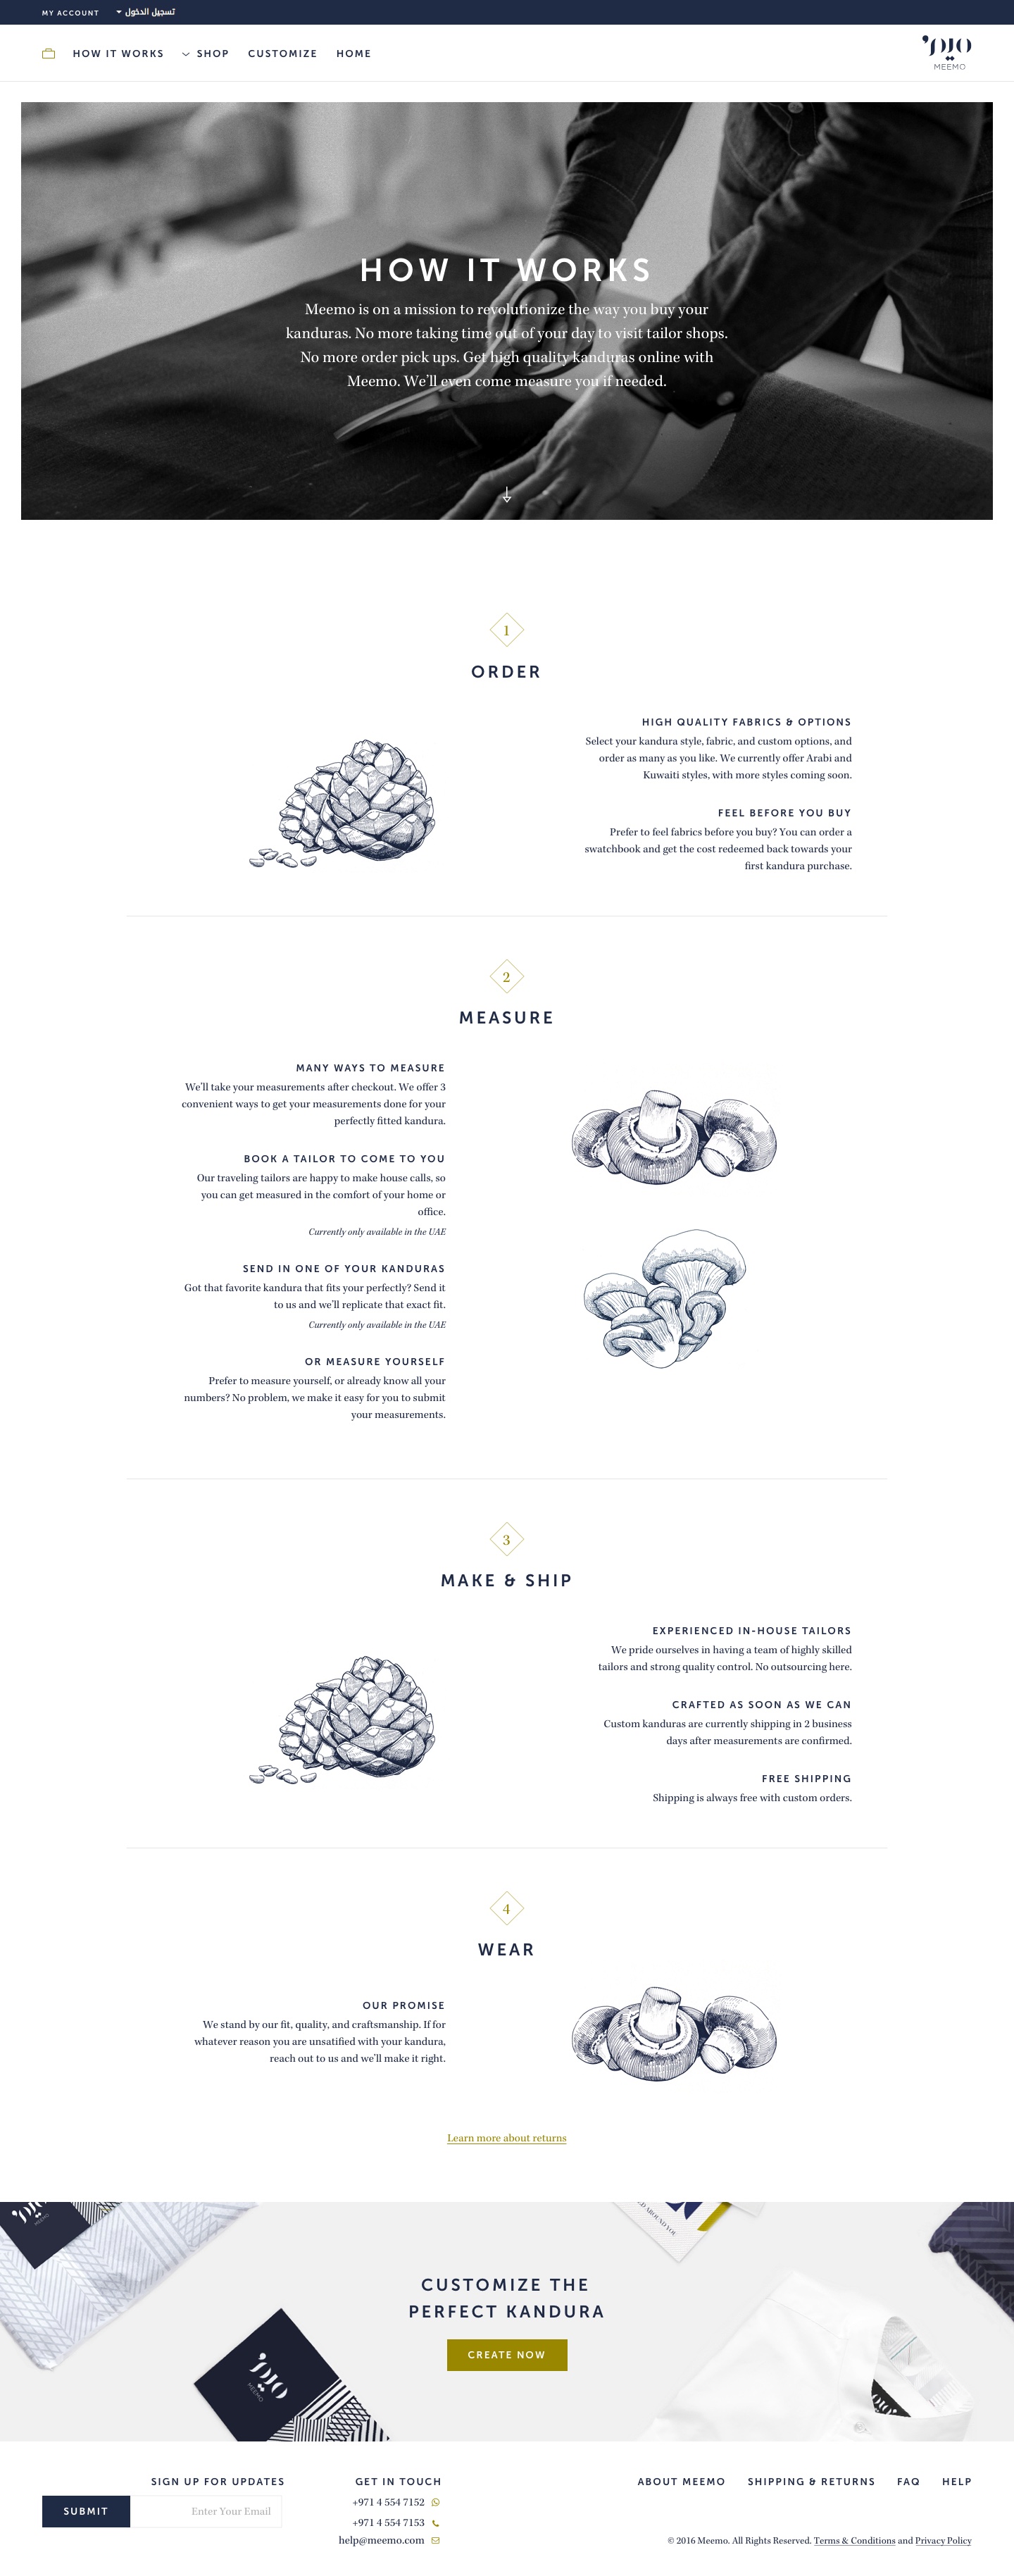 MY ACCOUNT
تسجيل الدخول
HOW IT WORKS
SHOP
CUSTOMIZE
HOME
ميمو
MEEMO
HOW IT WORKS
Meemo is on a mission to revolutionize the way you buy your
kanduras. No more taking time out of your day to visit tailor shops.
No more order pick ups. Get high quality kanduras online with
Meemo. We’ll even come measure you if needed.
1
ORDER
HIGH QUALITY FABRICS & OPTIONS
Select your kandura style, fabric, and custom options, and
order as many as you like. We currently offer Arabi and
Kuwaiti styles, with more styles coming soon.
FEEL BEFORE YOU BUY
Prefer to feel fabrics before you buy? You can order a
swatchbook and get the cost redeemed back towards your
first kandura purchase.
2
MEASURE
MANY WAYS TO MEASURE
We’ll take your measurements after checkout. We offer 3
convenient ways to get your measurements done for your
perfectly fitted kandura.
BOOK A TAILOR TO COME TO YOU
Our traveling tailors are happy to make house calls, so
you can get measured in the comfort of your home or
office.
Currently only available in the UAE
SEND IN ONE OF YOUR KANDURAS
Got that favorite kandura that fits your perfectly? Send it
to us and we’ll replicate that exact fit.
Currently only available in the UAE
OR MEASURE YOURSELF
Prefer to measure yourself, or already know all your
numbers? No problem, we make it easy for you to submit
your measurements.
3
MAKE & SHIP
EXPERIENCED IN-HOUSE TAILORS
We pride ourselves in having a team of highly skilled
tailors and strong quality control. No outsourcing here.
CRAFTED AS SOON AS WE CAN
Custom kanduras are currently shipping in 2 business
days after measurements are confirmed.
FREE SHIPPING
Shipping is always free with custom orders.
4
WEAR
OUR PROMISE
We stand by our fit, quality, and craftsmanship. If for
whatever reason you are unsatified with your kandura,
reach out to us and we’ll make it right.
Learn more about returns
MEEMO
D AROUND YOU
CUSTOMIZE THE
PERFECT KANDURA
CREATE NOW
ميمو
MEEMO
SIGN UP FOR UPDATES
SUBMIT
Enter Your Email
GET IN TOUCH
+971 4 554 7152
+971 4 554 7153
help@meemo.com
ABOUT MEEMO
SHIPPING & RETURNS
FAQ
HELP
© 2016 Meemo. All Rights Reserved. Terms & Conditions and Privacy Policy